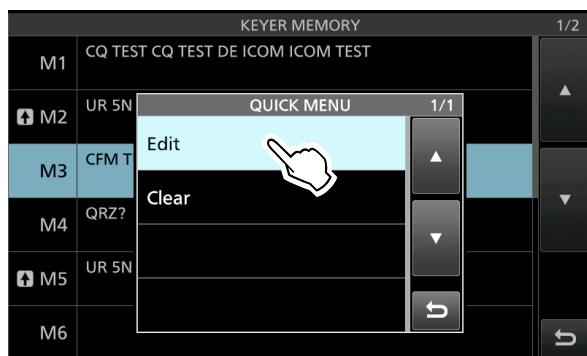 KEYER MEMORY 1/2
M1 CQ TEST CQ TEST DE ICOM ICOM TEST
M2 UR 5N
M3 CFM T
M4 QRZ?
M5 UR 5N
M6
QUICK MENU 1/1
Edit
Clear